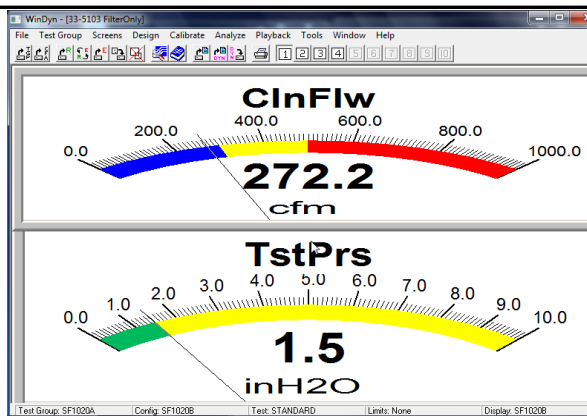 WinDyn - [33-5103 FilterOnly]
File Test Group Screens Design Calibrate Analyze Playback Tools Window Help
1 2 3 4 5 6 7 8 9 10
ClnFlw
0.0 200.0 400.0 600.0 800.0 1000.0
272.2
cfm
TstPrs
0.0 1.0 2.0 3.0 4.0 5.0 6.0 7.0 8.0 9.0 10.0
1.5
inH2O
Test Group: SF1020A Config: SF1020B Test: STANDARD Limits: None Display: SF1020B